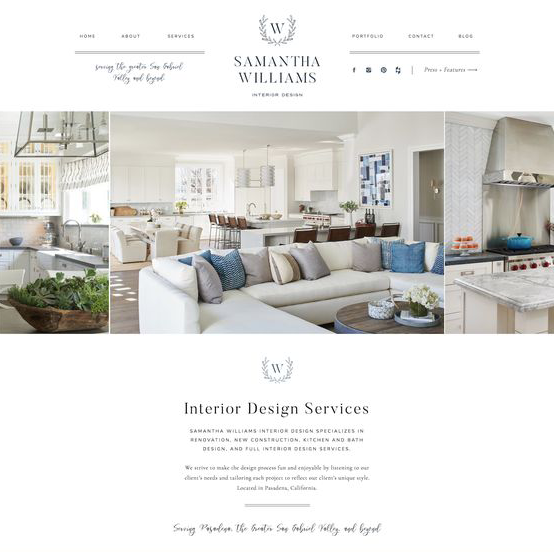 HOME
ABOUT
SERVICES
serving the greater San Gabriel
Valley and beyond.
W
SAMANTHA
WILLIAMS
INTERIOR DESIGN
PORTFOLIO
CONTACT
BLOG
Press + Features
W
Interior Design Services
SAMANTHA WILLIAMS INTERIOR DESIGN SPECIALIZES IN
RENOVATION, NEW CONSTRUCTION, KITCHEN AND BATH
DESIGN, AND FULL INTERIOR DESIGN SERVICES.
We strive to make the design process fun and enjoyable by listening to our
client's needs and tailoring each project to reflect our client's unique style.
Located in Pasadena, California.
Serving Pasadena, the Greater San Gabriel Valley, and beyond